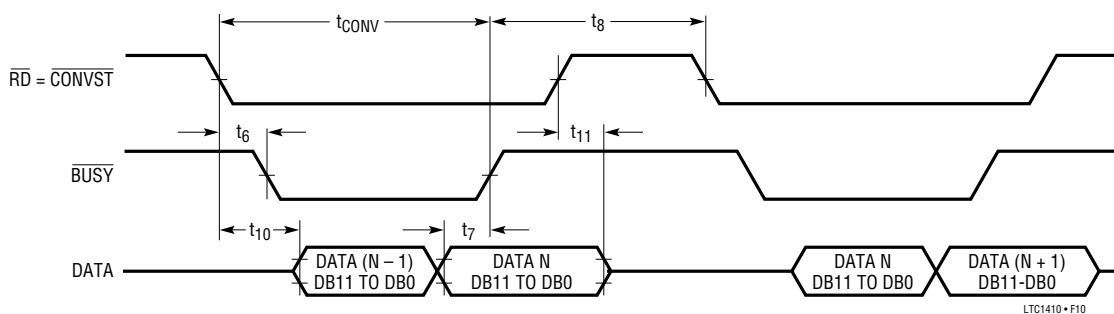 tCONV
t8
RD = CONVST
t6
t11
BUSY
t10
t7
DATA
DATA (N – 1)
DB11 TO DB0
DATA N
DB11 TO DB0
DATA N
DB11 TO DB0
DATA (N + 1)
DB11-DB0
LTC1410 • F10